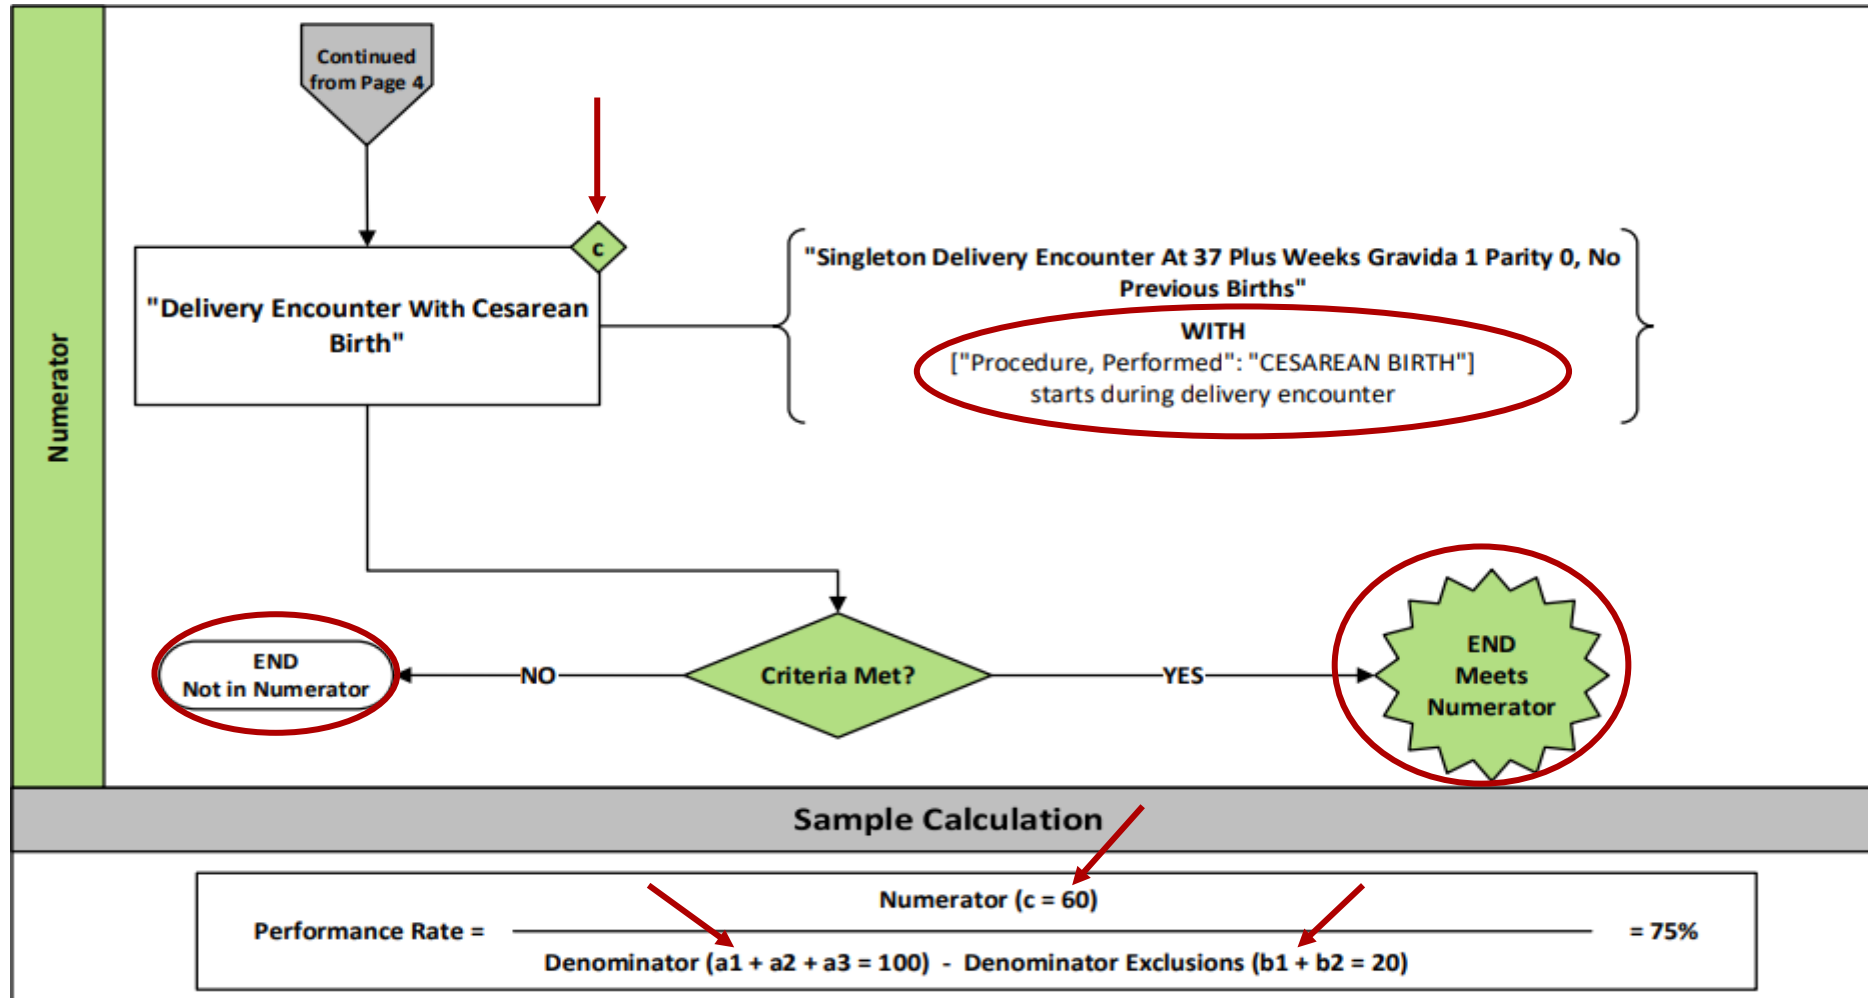 Numerator
Continued
from Page 4
c
"Delivery Encounter With Cesarean
Birth"
"Singleton Delivery Encounter At 37 Plus Weeks Gravida 1 Parity 0, No
Previous Births"
WITH
["Procedure, Performed": "CESAREAN BIRTH"]
starts during delivery encounter
END
Not in Numerator
NO
Criteria Met?
YES
END
Meets
Numerator
Sample Calculation
Numerator (c = 60)
Performance Rate =
= 75%
Denominator (a1 + a2 + a3 = 100) - Denominator Exclusions (b1 + b2 = 20)